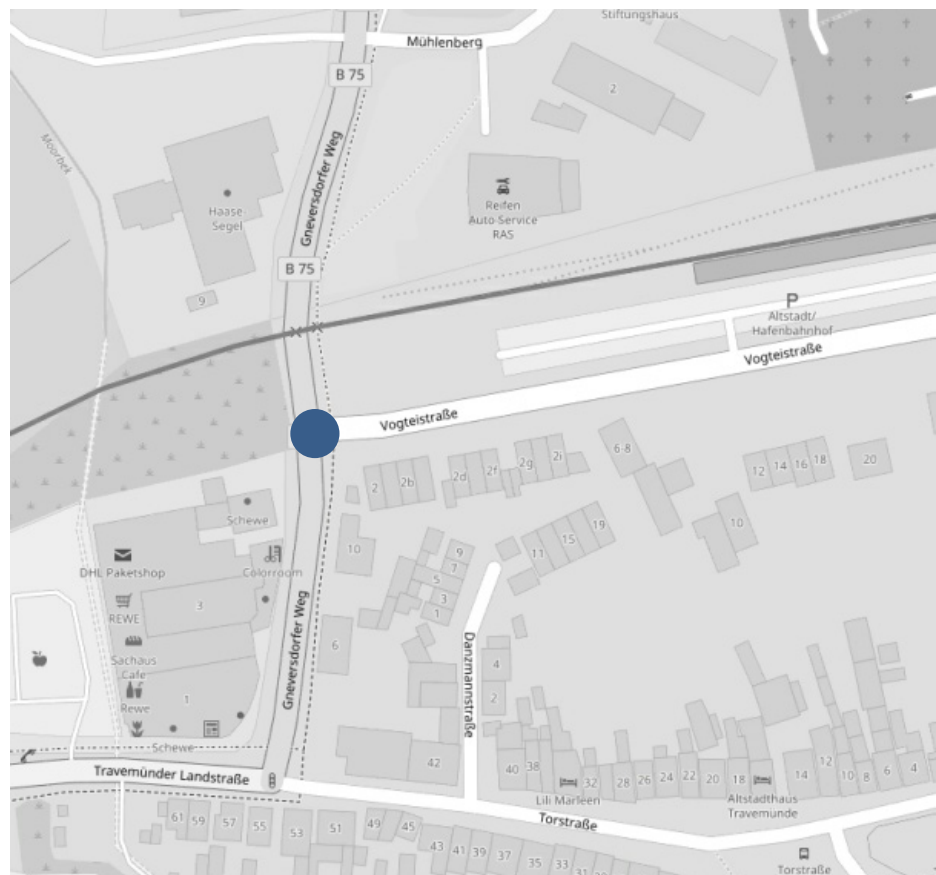 Stiftungshaus
Mühlenberg
B 75
2
Moorbek
Gneversdorfer Weg
Haase-
Segel
Reifen
Auto-Service
RAS
B 75
9
P
Altstadt/
Hafenbahnhof
Vogteistraße
Vogteistraße
6-8
2g
2i
2d
2f
2
2b
12
14
16
18
20
Schewe
19
15
11
10
10
9
7
5
3
1
DHL Paketshop
Colorroom
REWE
3
Gneversdorfer Weg
6
Danzmannstraße
Sachaus
Cafe
4
2
Rewe
1
Schewe
42
40
38
32
28
26
24
22
20
18
14
12
10
8
6
4
Travemünder Landstraße
Lili Marleen
Altstadthaus
Travemünde
Torstraße
61
59
57
55
53
51
49
45
43
41
39
37
35
33
31
Torstraße